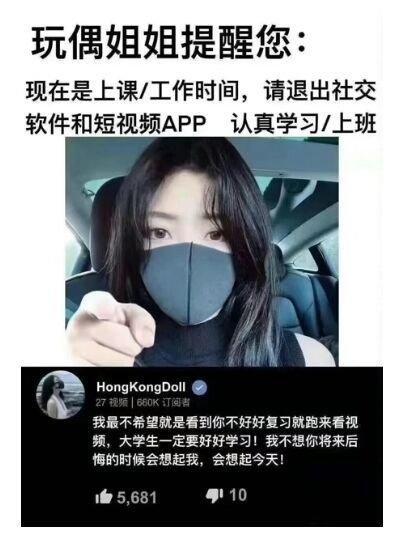 玩偶姐姐提醒您：
现在是上课/工作时间，请退出社交
软件和短视频APP 认真学习/上班
HongKongDoll
27 视频 | 660K 订阅者
我最不希望就是看到你不好好复习就跑来看视
频，大学生一定要好好学习！我不想你将来后
悔的时候会想起我，会想起今天！
5,681 10